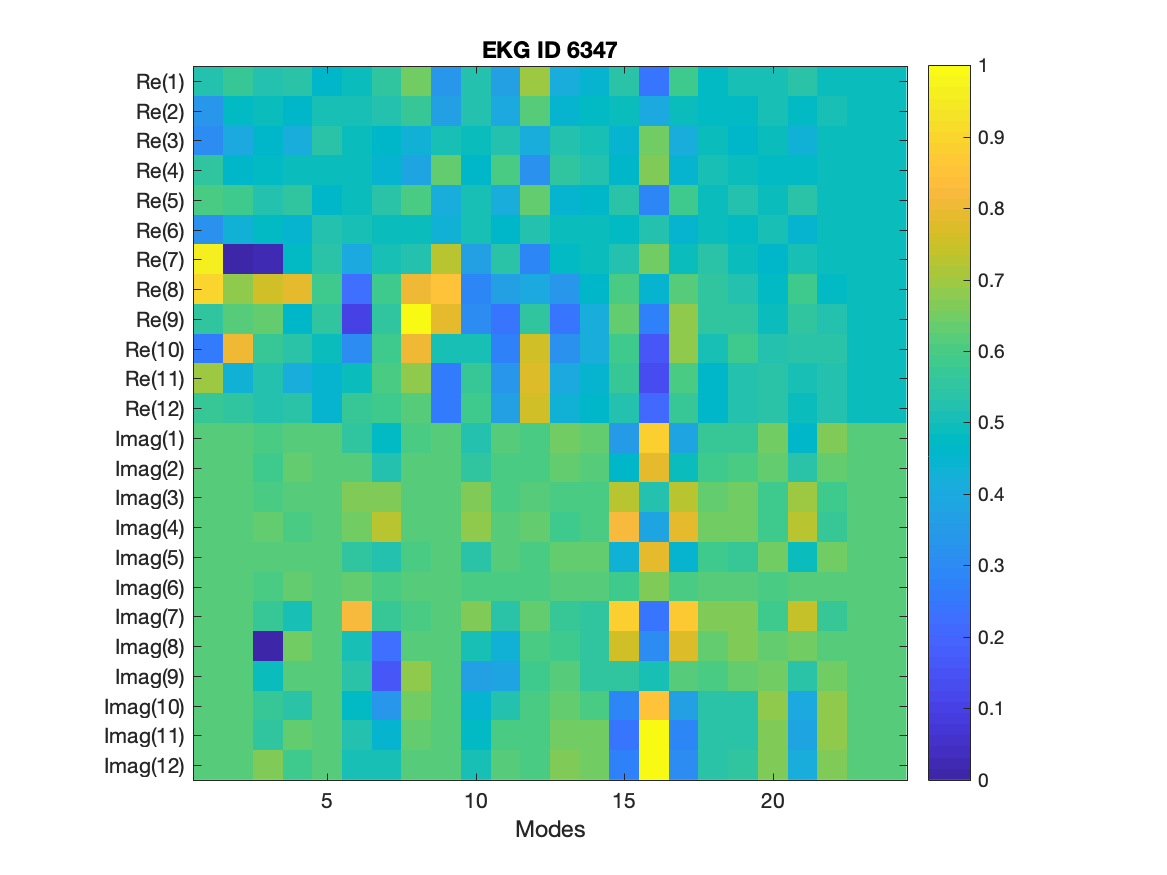 EKG ID 6347
Re(1)
Re(2)
Re(3)
Re(4)
Re(5)
Re(6)
Re(7)
Re(8)
Re(9)
Re(10)
Re(11)
Re(12)
Imag(1)
Imag(2)
Imag(3)
Imag(4)
Imag(5)
Imag(6)
Imag(7)
Imag(8)
Imag(9)
Imag(10)
Imag(11)
Imag(12)
5 10 15 20
Modes
1
0.9
0.8
0.7
0.6
0.5
0.4
0.3
0.2
0.1
0